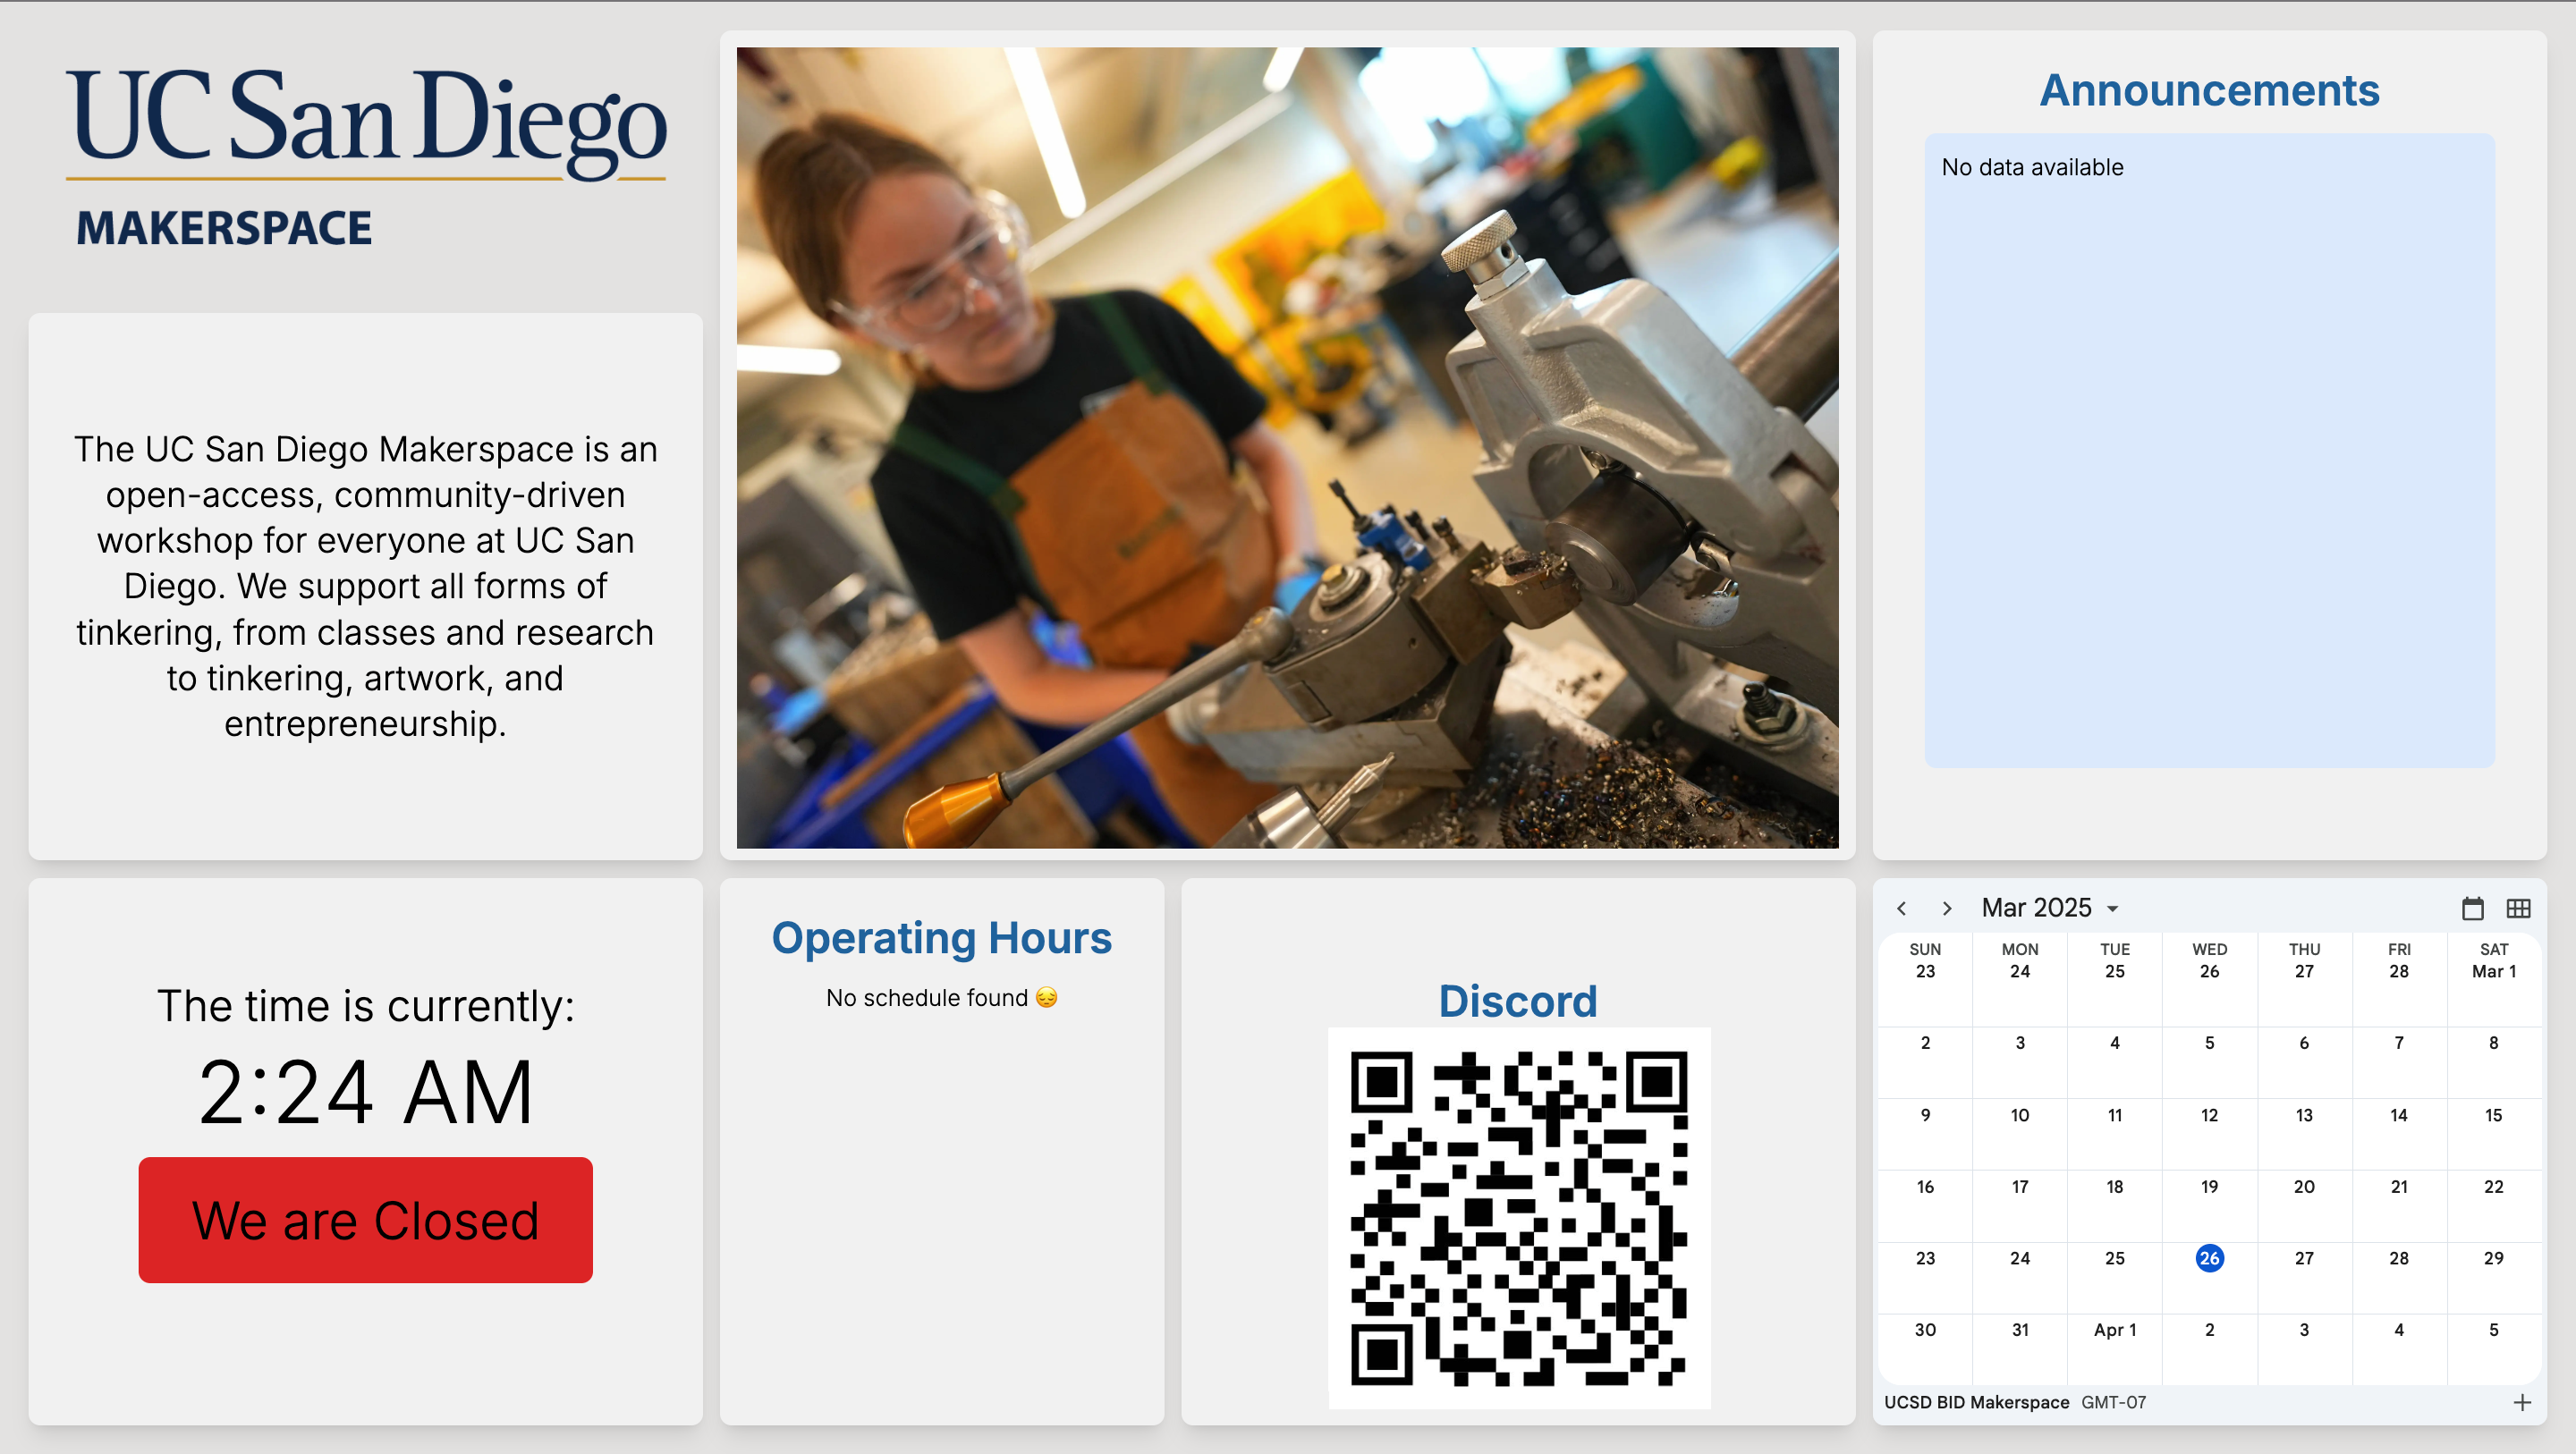 UC San Diego
MAKERSPACE
The UC San Diego Makerspace is an
open-access, community-driven
workshop for everyone at UC San
Diego. We support all forms of
tinkering, from classes and research
to tinkering, artwork, and
entrepreneurship.
Announcements
No data available
The time is currently:
2:24 AM
We are Closed
Operating Hours
No schedule found 😔
Discord
Mar 2025
SUN MON TUE WED THU FRI SAT
23 24 25 26 27 28 Mar 1
2 3 4 5 6 7 8
9 10 11 12 13 14 15
16 17 18 19 20 21 22
23 24 25 26 27 28 29
30 31 Apr 1 2 3 4 5
UCSD BID Makerspace GMT-07